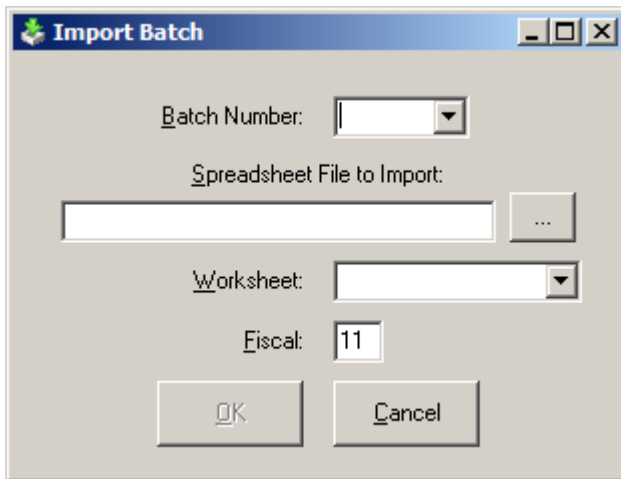 Import Batch
Batch Number:
Spreadsheet File to Import:
...
Worksheet:
Fiscal: 11
OK Cancel